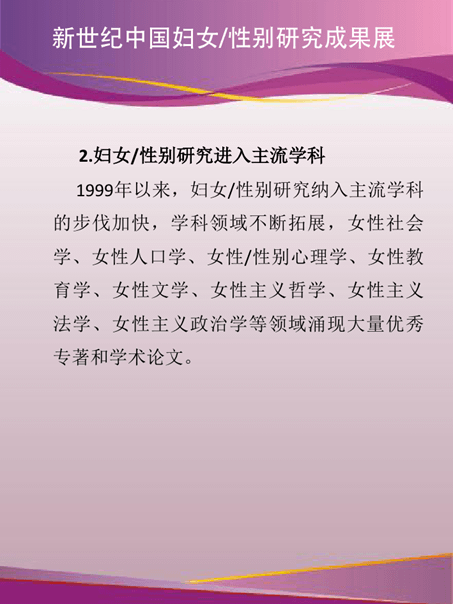 新世纪中国妇女/性别研究成果展
2.妇女/性别研究进入主流学科
1999年以来，妇女/性别研究纳入主流学科
的步伐加快，学科领域不断拓展，女性社会
学、女性人口学、女性/性别心理学、女性教
育学、女性文学、女性主义哲学、女性主义
法学、女性主义政治学等领域涌现大量优秀
专著和学术论文。